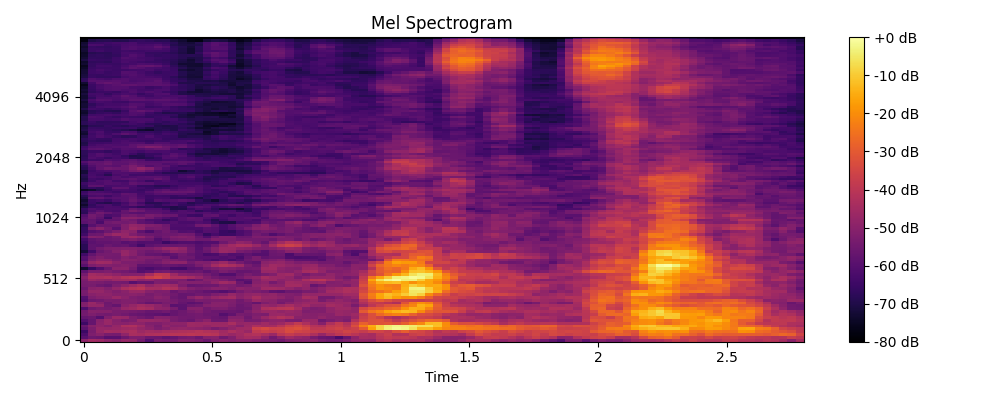 Mel Spectrogram
Hz
4096
2048
1024
512
0
0
0.5
1
1.5
2
2.5
Time
+0 dB
-10 dB
-20 dB
-30 dB
-40 dB
-50 dB
-60 dB
-70 dB
-80 dB